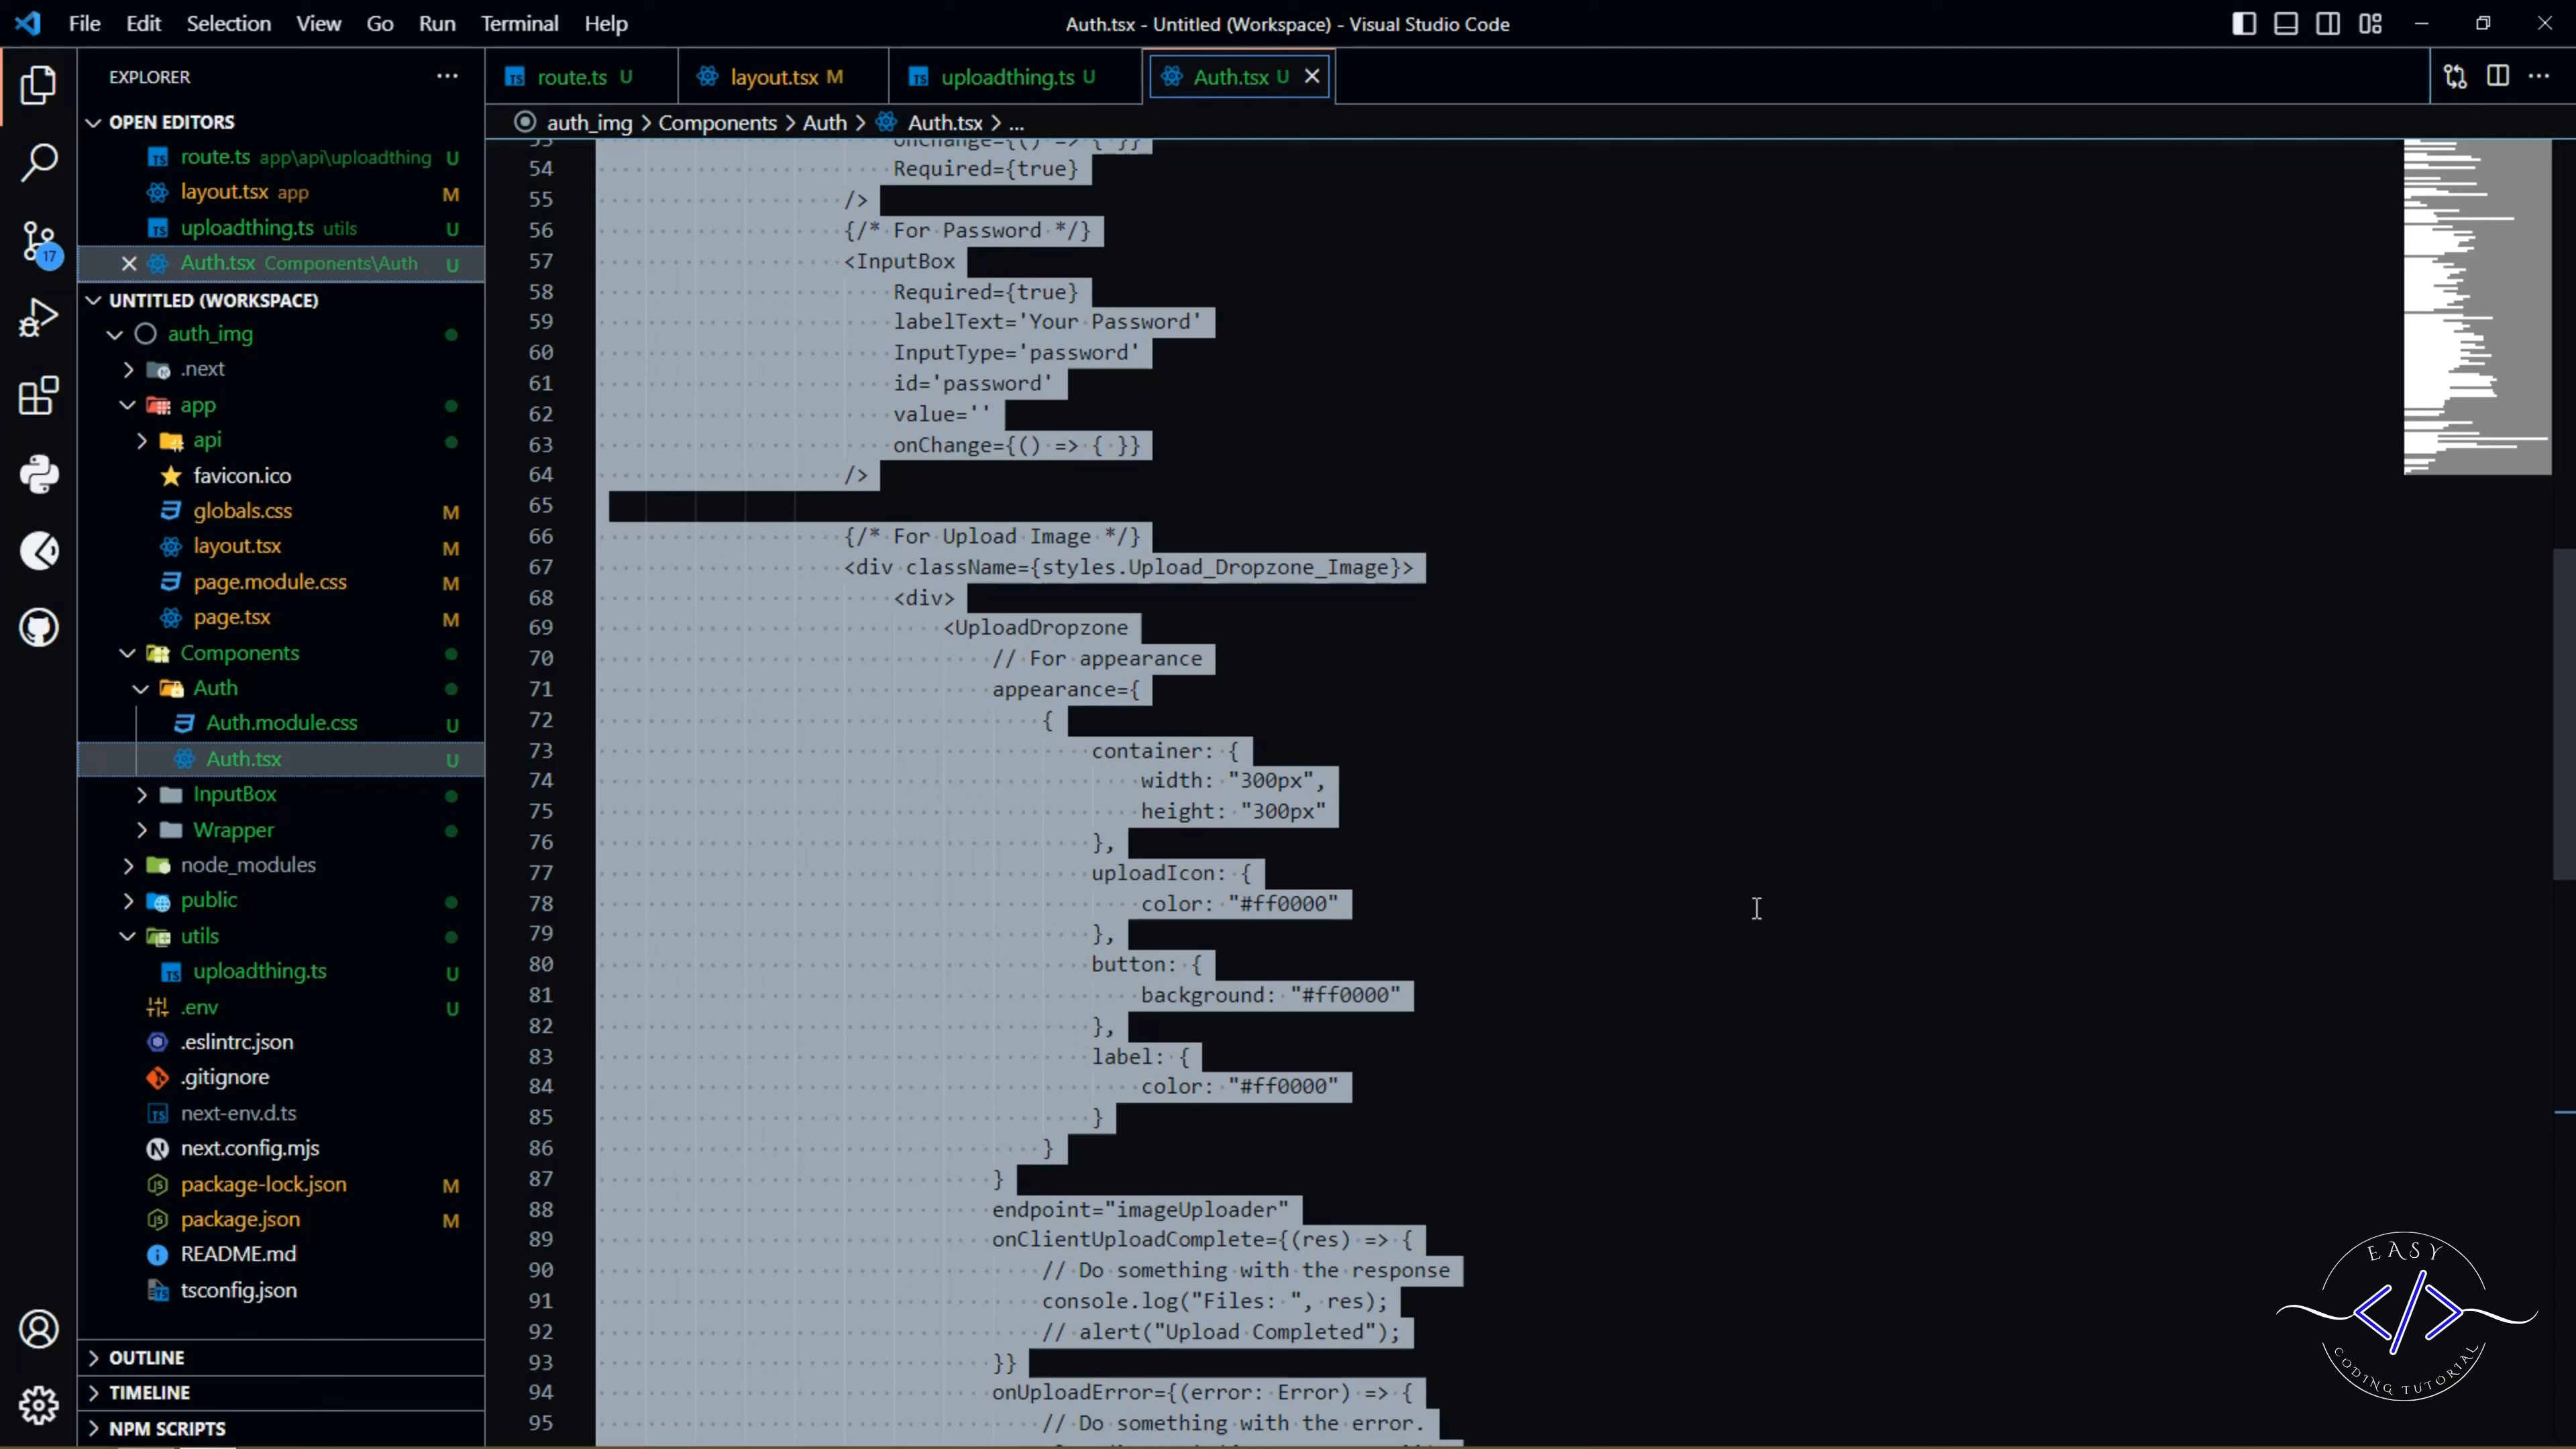 File Edit Selection View Go Run Terminal Help
Auth.tsx - Untitled (Workspace) - Visual Studio Code
EXPLORER
OPEN EDITORS
route.ts app\api\uploadthing U
layout.tsx app M
uploadthing.ts utils U
Auth.tsx Components\Auth U
UNTITLED (WORKSPACE)
auth_img
.next
app
api
favicon.ico
globals.css M
layout.tsx M
page.module.css M
page.tsx M
Components
Auth
Auth.module.css U
Auth.tsx U
InputBox
Wrapper
node_modules
public
utils
uploadthing.ts U
.env U
.eslintrc.json
.gitignore
next-env.d.ts
next.config.mjs
package-lock.json M
package.json M
README.md
tsconfig.json
OUTLINE
TIMELINE
NPM SCRIPTS
17
route.ts U layout.tsx M uploadthing.ts U Auth.tsx U
auth_img > Components > Auth > Auth.tsx > ...
53 onChange={() => { }}
54 Required={true}
55 />
56 {/* For Password */}
57 <InputBox
58 Required={true}
59 labelText='Your Password'
60 InputType='password'
61 id='password'
62 value=''
63 onChange={() => { }}
64 />
65
66 {/* For Upload Image */}
67 <div className={styles.Upload_Dropzone_Image}>
68 <div>
69 <UploadDropzone
70 // For appearance
71 appearance={
72 {
73 container: {
74 width: "300px",
75 height: "300px"
76 },
77 uploadIcon: {
78 color: "#ff0000"
79 },
80 button: {
81 background: "#ff0000"
82 },
83 label: {
84 color: "#ff0000"
85 }
86 }
87 }
88 endpoint="imageUploader"
89 onClientUploadComplete={(res) => {
90 // Do something with the response
91 console.log("Files: ", res);
92 // alert("Upload Completed");
93 }}
94 onUploadError={(error: Error) => {
95 // Do something with the error.
EASY
</>
CODING TUTORIAL